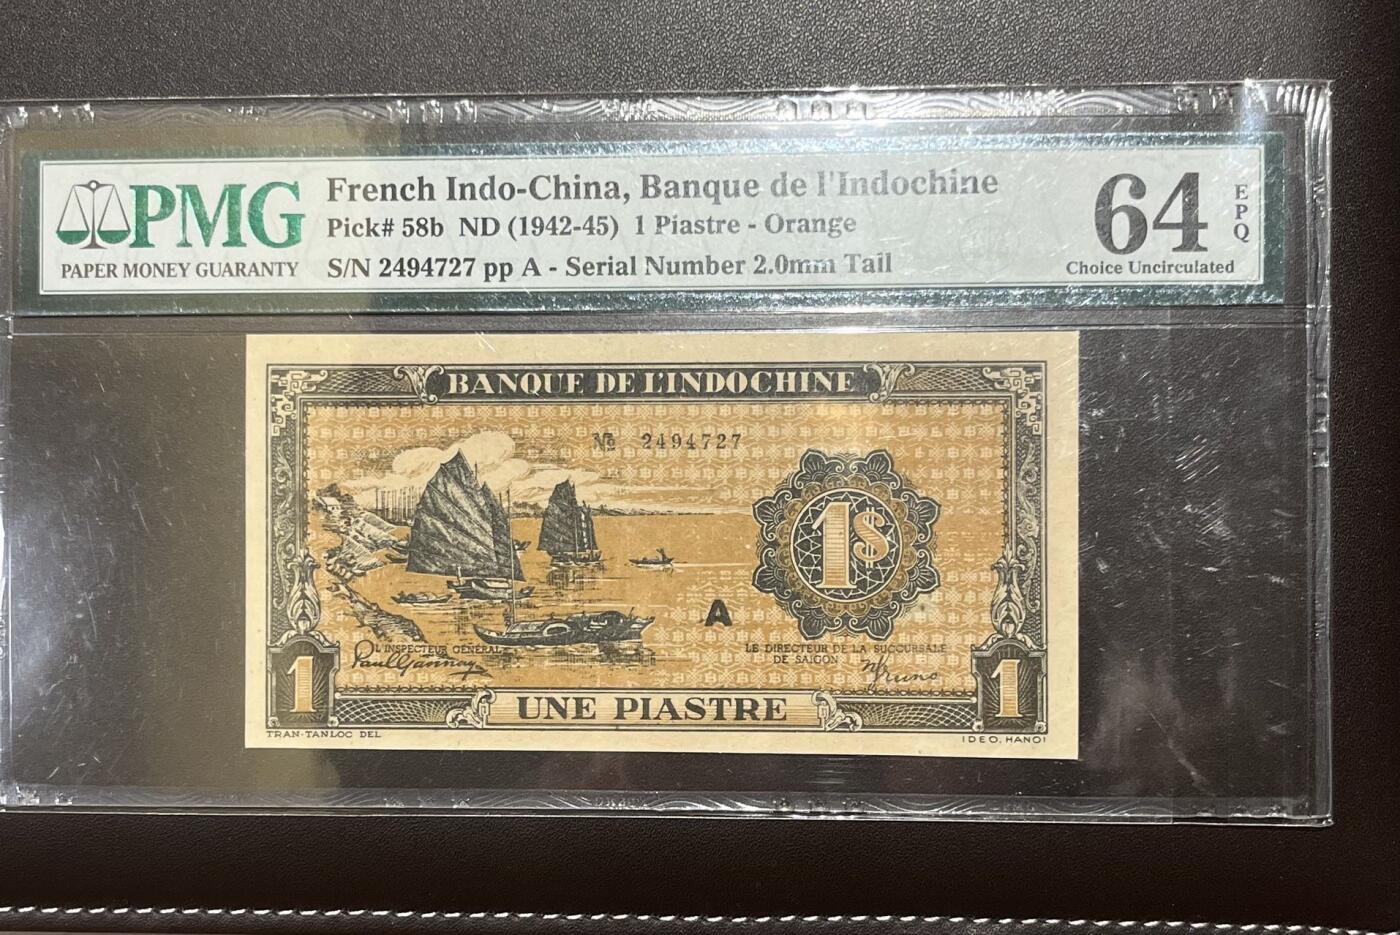 PMG
PAPER MONEY GUARANTY
French Indo-China, Banque de l'Indochine
Pick# 58b ND (1942-45) 1 Piastre - Orange
S/N 2494727 pp A - Serial Number 2.0mm Tail
64
EPQ
Choice Uncirculated
BANQUE DE L'INDOCHINE
№ 2494727
1$
A
L'INSPECTEUR GÉNÉRAL
Paul Gannay
LE DIRECTEUR DE LA SUCCURSALE
DE SAIGON
1
UNE PIASTRE
1
TRAN-TANLOC DEL
IDEO. HANOI